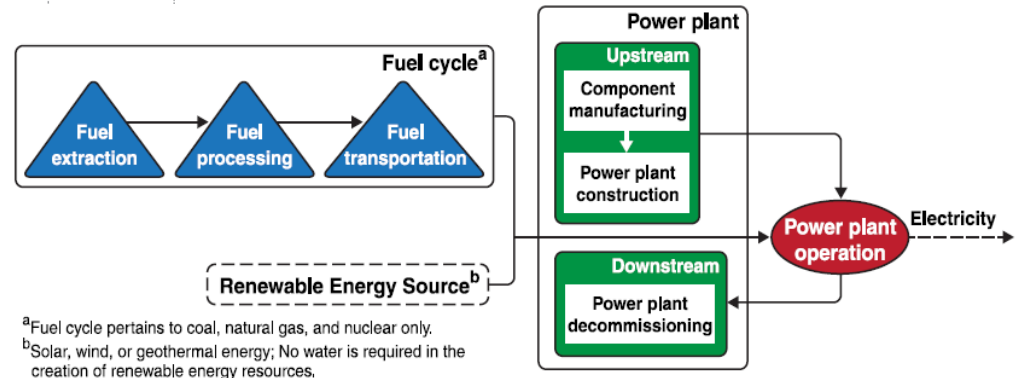 Fuel cycleᵃ
Fuel
extraction
Fuel
processing
Fuel
transportation
Renewable Energy Sourceᵇ
ᵃFuel cycle pertains to coal, natural gas, and nuclear only.
ᵇSolar, wind, or geothermal energy; No water is required in the
creation of renewable energy resources.
Power plant
Upstream
Component
manufacturing
Power plant
construction
Downstream
Power plant
decommissioning
Power plant
operation
Electricity